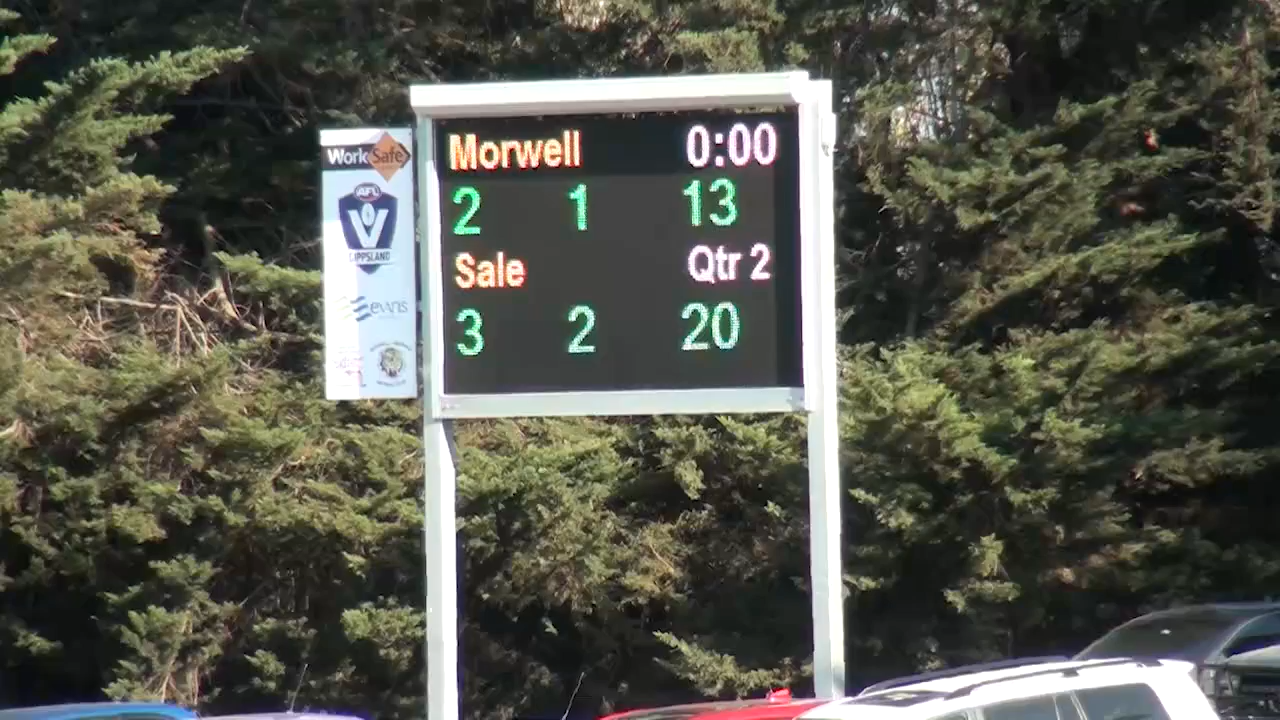 WorkSafe
AFL
V
GIPPSLAND
evans
Morwell 0:00
2 1 13
Sale Qtr 2
3 2 20